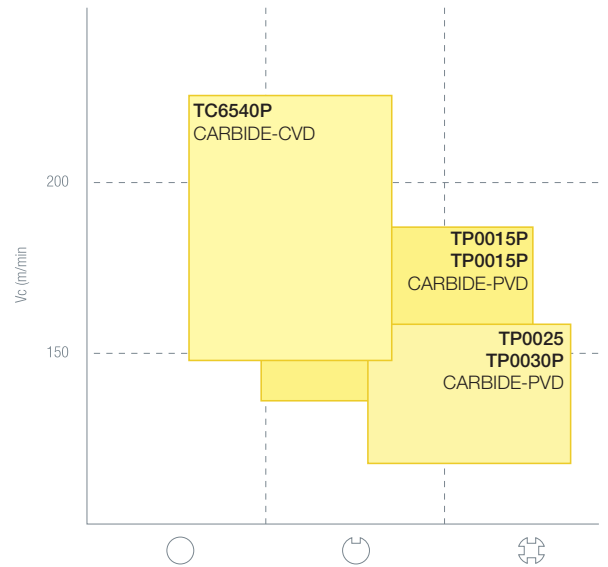 TC6540P
CARBIDE-CVD
200
TP0015P
TP0015P
CARBIDE-PVD
Vc (m/min
150
TP0025
TP0030P
CARBIDE-PVD